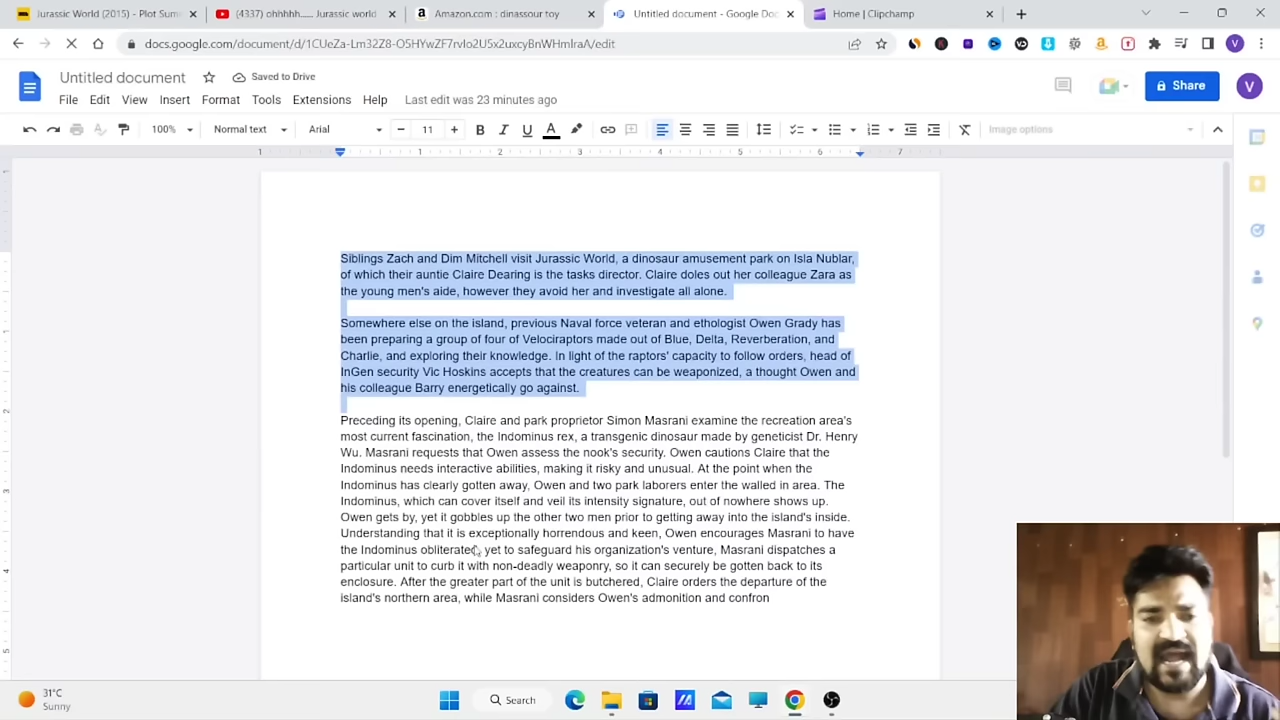 Jurassic World (2015) - Plot Sum
(4337) ohhhhh..... Jurassic world
Amazon.com : dinassour toy
Untitled document - Google Doc
Home | Clipchamp
Untitled document
Saved to Drive
File Edit View Insert Format Tools Extensions Help Last edit was 23 minutes ago
Share
V
100% Normal text Arial 11 Image options
1 1 2 3 4 5 6 7
Siblings Zach and Dim Mitchell visit Jurassic World, a dinosaur amusement park on Isla Nublar,
of which their auntie Claire Dearing is the tasks director. Claire doles out her colleague Zara as
the young men's aide, however they avoid her and investigate all alone.
Somewhere else on the island, previous Naval force veteran and ethologist Owen Grady has
been preparing a group of four of Velociraptors made out of Blue, Delta, Reverberation, and
Charlie, and exploring their knowledge. In light of the raptors' capacity to follow orders, head of
InGen security Vic Hoskins accepts that the creatures can be weaponized, a thought Owen and
his colleague Barry energetically go against.
Preceding its opening, Claire and park proprietor Simon Masrani examine the recreation area's
most current fascination, the Indominus rex, a transgenic dinosaur made by geneticist Dr. Henry
Wu. Masrani requests that Owen assess the nook's security. Owen cautions Claire that the
Indominus needs interactive abilities, making it risky and unusual. At the point when the
Indominus has clearly gotten away, Owen and two park laborers enter the walled in area. The
Indominus, which can cover itself and veil its intensity signature, out of nowhere shows up.
Owen gets by, yet it gobbles up the other two men prior to getting away into the island's inside.
Understanding that it is exceptionally horrendous and keen, Owen encourages Masrani to have
the Indominus obliterated, yet to safeguard his organization's venture, Masrani dispatches a
particular unit to curb it with non-deadly weaponry, so it can securely be gotten back to its
enclosure. After the greater part of the unit is butchered, Claire orders the departure of the
island's northern area, while Masrani considers Owen's admonition and confron
31°C
Sunny
Search